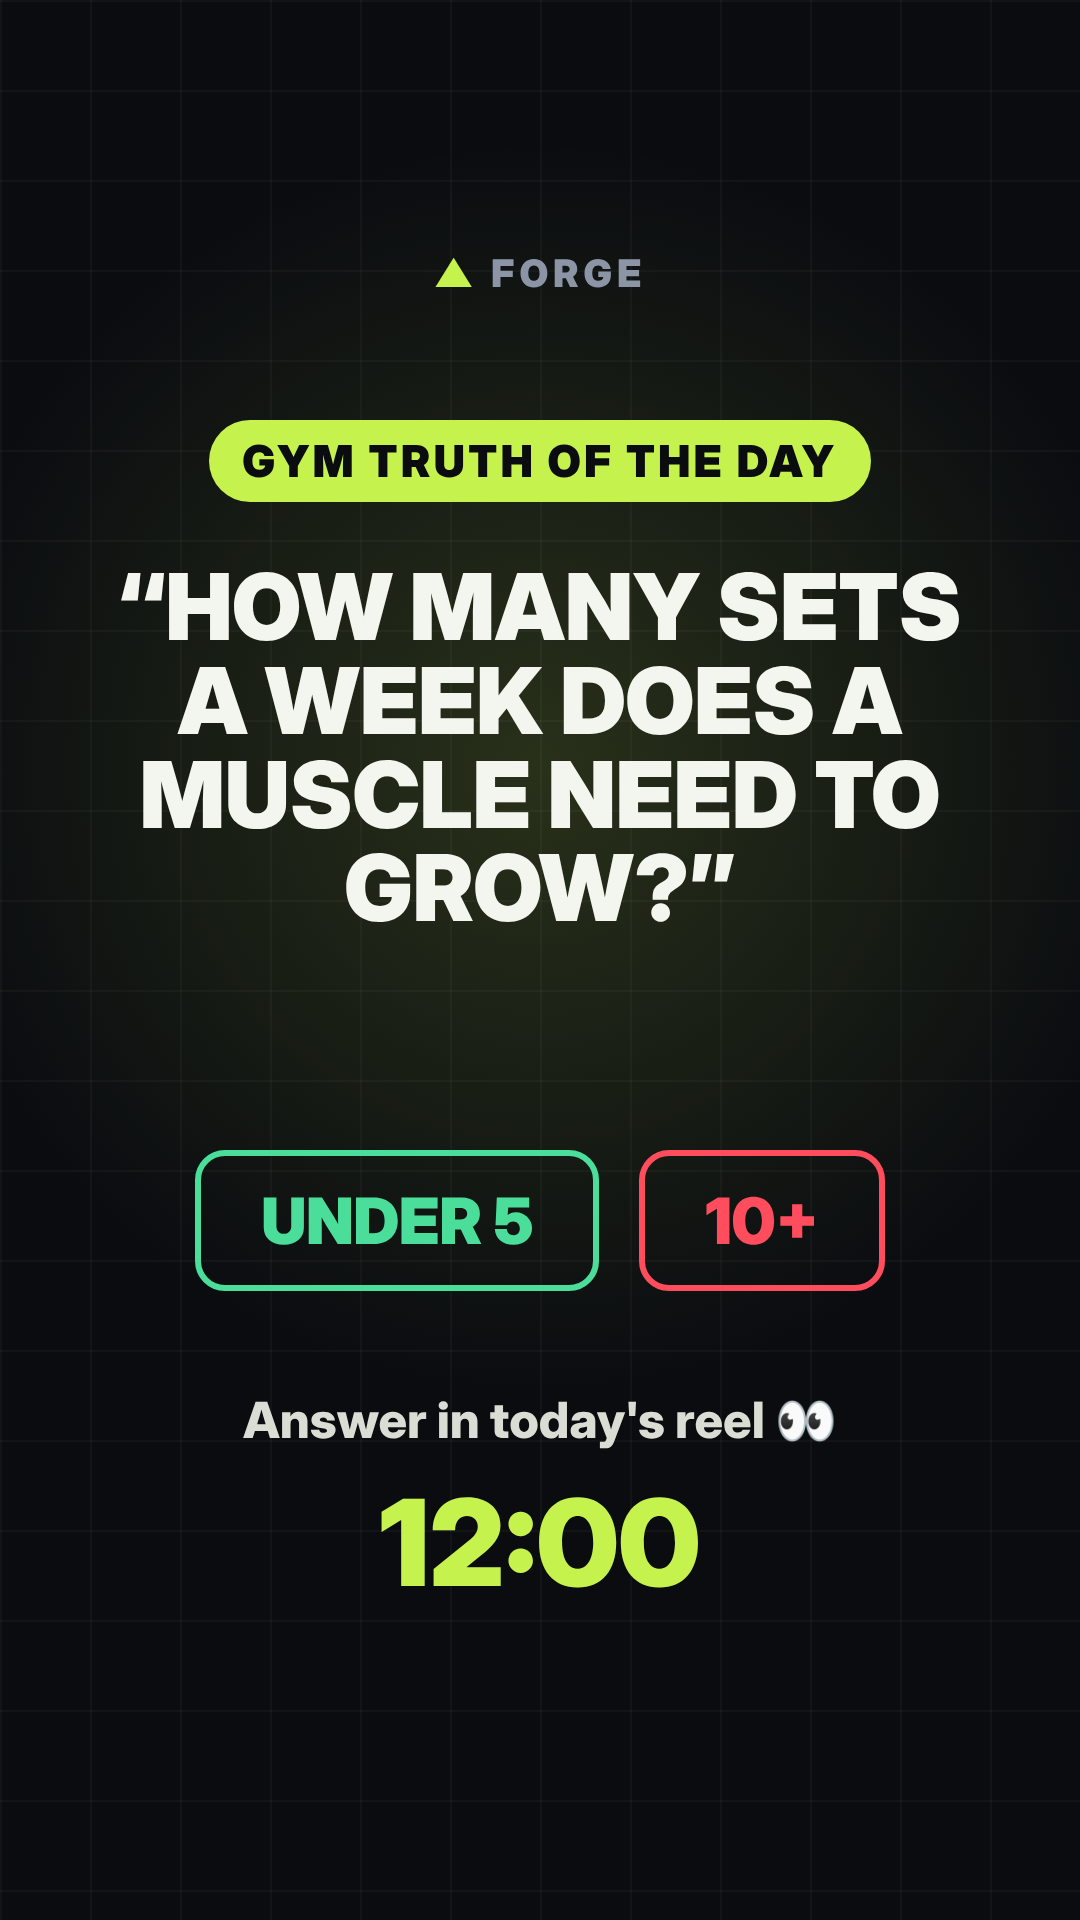 FORGE
GYM TRUTH OF THE DAY
“HOW MANY SETS
A WEEK DOES A
MUSCLE NEED TO
GROW?”
UNDER 5
10+
Answer in today's reel 👀
12:00